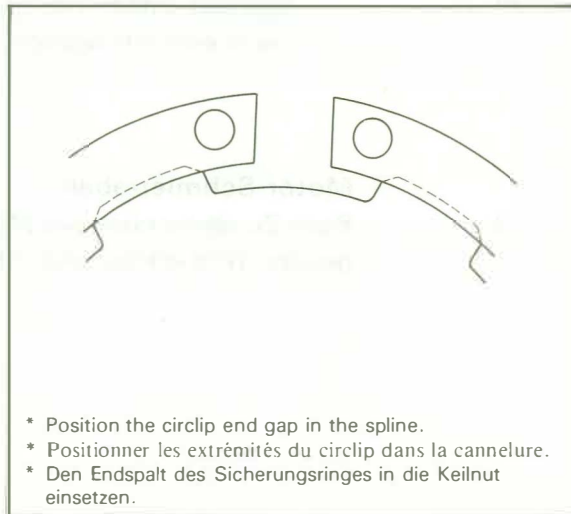 * Position the circlip end gap in the spline.
* Positionner les extrémités du circlip dans la cannelure.
* Den Endspalt des Sicherungsringes in die Keilnut
einsetzen.